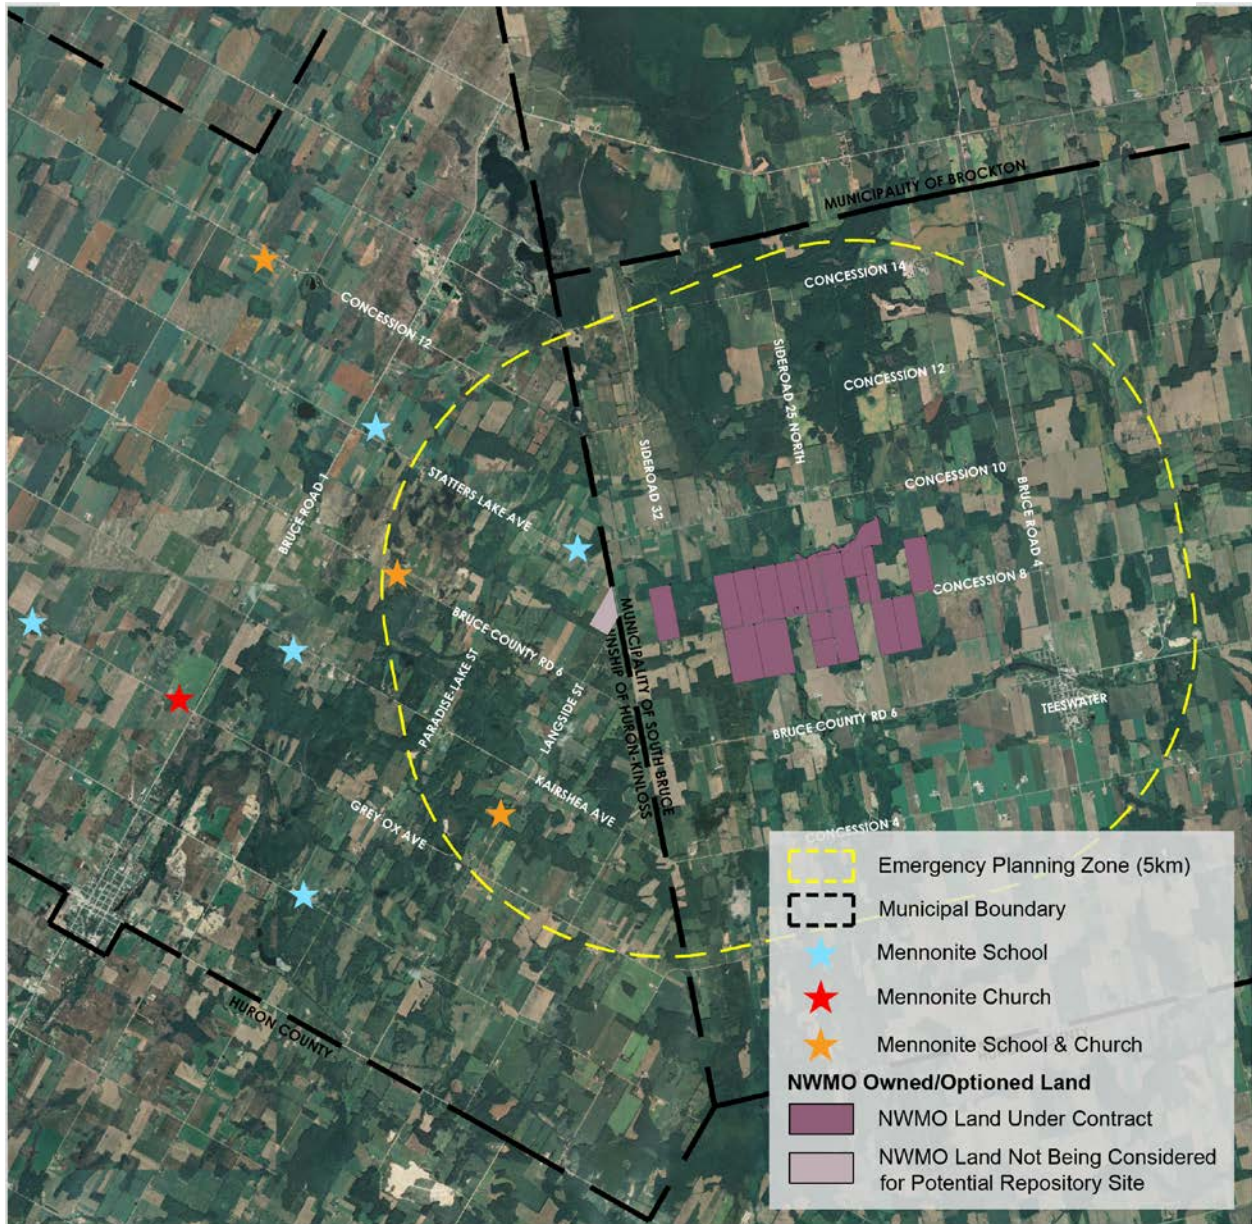 MUNICIPALITY OF BROCKTON
CONCESSION 14
CONCESSION 12
SIDEROAD 25 NORTH
CONCESSION 12
STATTERS LAKE AVE
SIDEROAD 32
CONCESSION 10
BRUCE ROAD 1
BRUCE ROAD 4
CONCESSION 8
BRUCE COUNTY RD 6
MUNICIPALITY OF SOUTH BRUCE
NSHIP OF HURON-KINLOSS
PARADISE-LAKE ST
LANGSIDE ST
TEESWATER
BRUCE COUNTY RD 6
KAIRSHEA AVE
GREY OX AVE
CONCESSION 4
HURON COUNTY
Emergency Planning Zone (5km)
Municipal Boundary
Mennonite School
Mennonite Church
Mennonite School & Church
NWMO Owned/Optioned Land
NWMO Land Under Contract
NWMO Land Not Being Considered
for Potential Repository Site